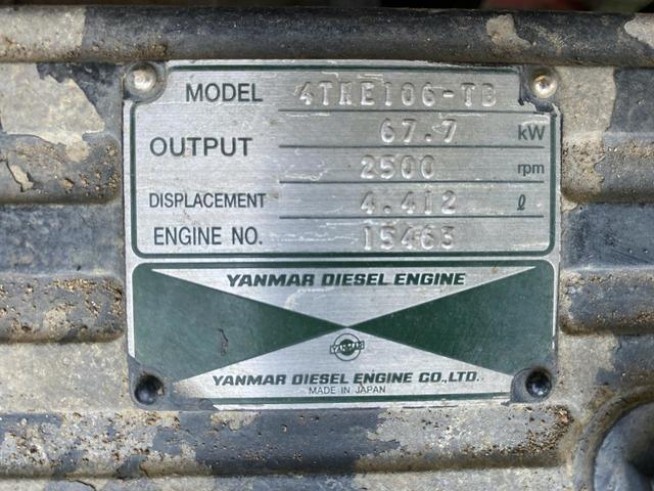 MODEL 4TNE106-TB
OUTPUT 67.7 kW
2500 rpm
DISPLACEMENT 4.412 ℓ
ENGINE NO. 15463
YANMAR DIESEL ENGINE
YANMAR
YANMAR DIESEL ENGINE CO.,LTD.
MADE IN JAPAN